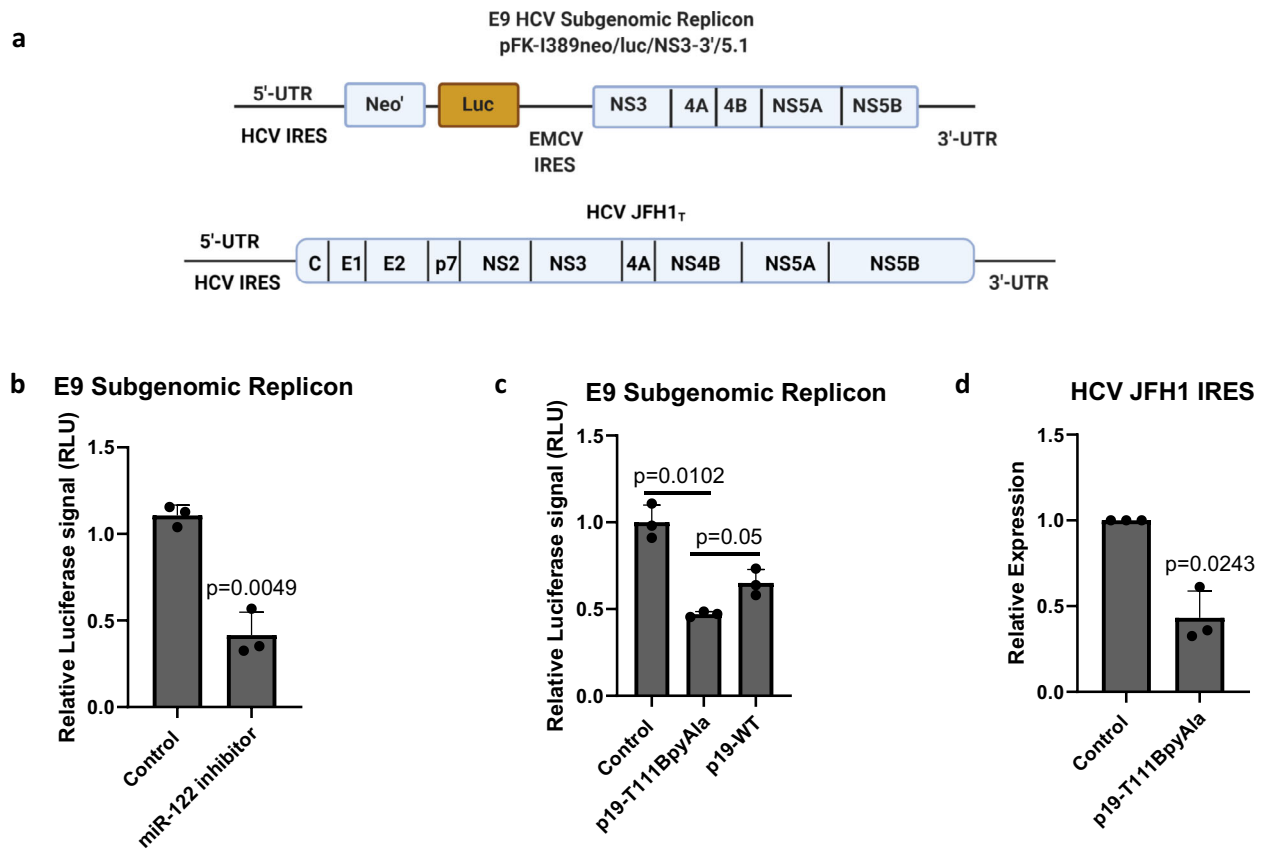 a
E9 HCV Subgenomic Replicon
pFK-I389neo/luc/NS3-3'/5.1
5'-UTR
HCV IRES
Neo'
Luc
EMCV
IRES
NS3
4A
4B
NS5A
NS5B
3'-UTR
HCV JFH1T
5'-UTR
HCV IRES
C
E1
E2
p7
NS2
NS3
4A
NS4B
NS5A
NS5B
3'-UTR
b
E9 Subgenomic Replicon
Relative Luciferase signal (RLU)
1.5
1.0
0.5
0.0
p=0.0049
Control
miR-122 inhibitor
c
E9 Subgenomic Replicon
Relative Luciferase signal (RLU)
1.5
1.0
0.5
0.0
p=0.0102
p=0.05
Control
p19-T111BpyAla
p19-WT
d
HCV JFH1 IRES
Relative Expression
1.5
1.0
0.5
0.0
p=0.0243
Control
p19-T111BpyAla